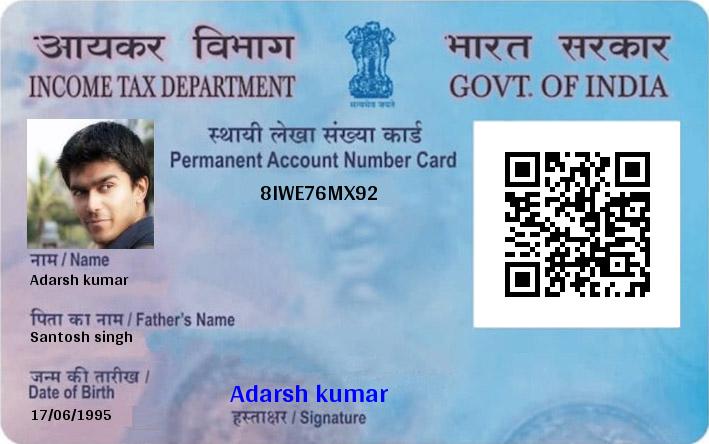 आयकर विभाग
INCOME TAX DEPARTMENT
सत्यमेव जयते
भारत सरकार
GOVT. OF INDIA
स्थायी लेखा संख्या कार्ड
Permanent Account Number Card
8IWE76MX92
नाम / Name
Adarsh kumar
पिता का नाम / Father's Name
Santosh singh
जन्म की तारीख /
Date of Birth
17/06/1995
Adarsh kumar
हस्ताक्षर / Signature